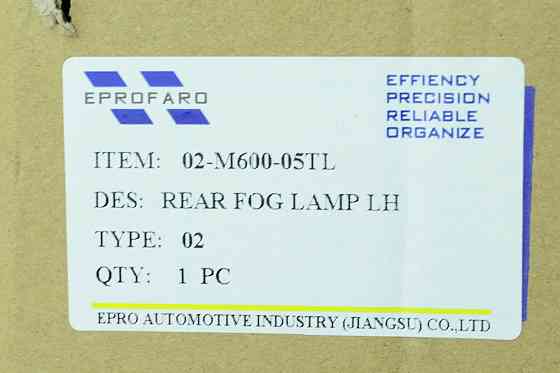 EPROFARO
EFFIENCY
PRECISION
RELIABLE
ORGANIZE
ITEM: 02-M600-05TL
DES: REAR FOG LAMP LH
TYPE: 02
QTY: 1 PC
EPRO AUTOMOTIVE INDUSTRY (JIANGSU) CO.,LTD